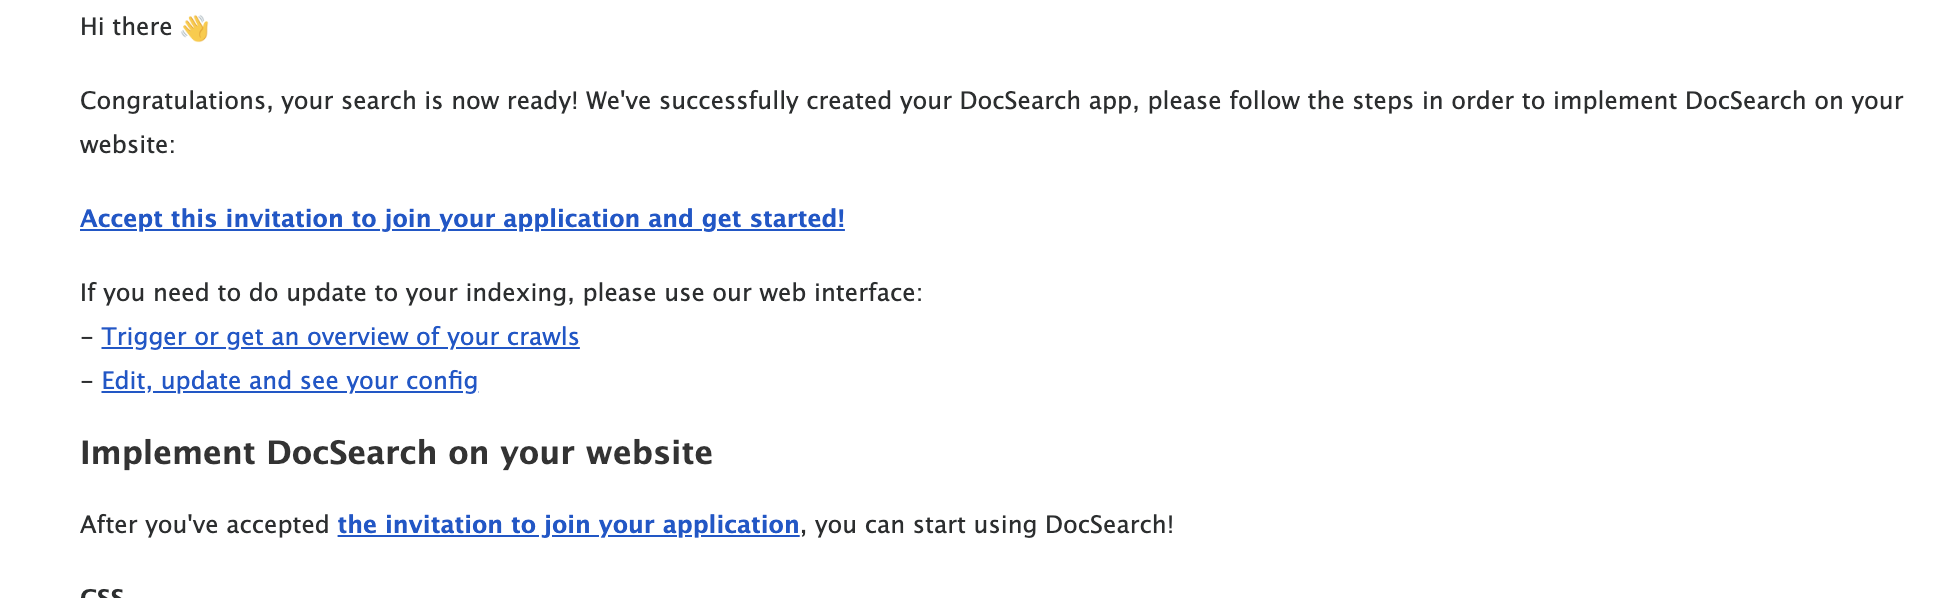 Hi there 👋
Congratulations, your search is now ready! We've successfully created your DocSearch app, please follow the steps in order to implement DocSearch on your
website:
Accept this invitation to join your application and get started!
If you need to do update to your indexing, please use our web interface:
– Trigger or get an overview of your crawls
– Edit, update and see your config
Implement DocSearch on your website
After you've accepted the invitation to join your application, you can start using DocSearch!
CSS